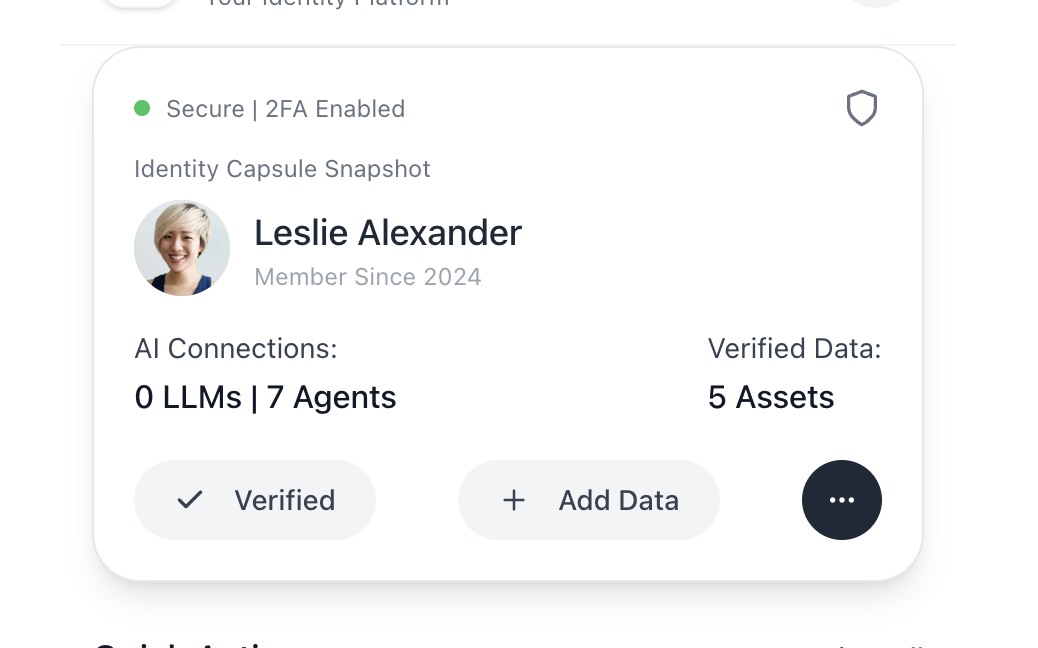 Your Identity Platform
Secure | 2FA Enabled
Identity Capsule Snapshot
Leslie Alexander
Member Since 2024
AI Connections:
Verified Data:
0 LLMs | 7 Agents
5 Assets
Verified
Add Data